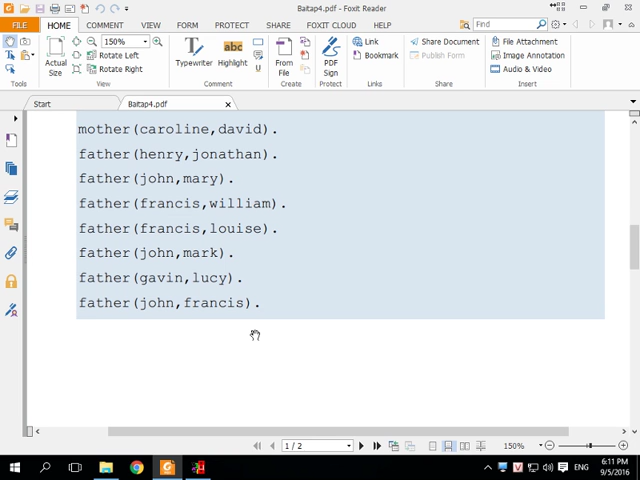 Baitap4.pdf - Foxit Reader
FILE HOME COMMENT VIEW FORM PROTECT SHARE FOXIT CLOUD HELP Find
150% Link Share Document File Attachment
Rotate Left Bookmark Publish Form Image Annotation
Actual Size Rotate Right Typewriter Highlight From File PDF Sign Audio & Video
Tools View Comment Create Protect Links Share Insert
Start Baitap4.pdf
mother(caroline,david).
father(henry,jonathan).
father(john,mary).
father(francis,william).
father(francis,louise).
father(john,mark).
father(gavin,lucy).
father(john,francis).
1 / 2 150%
ENG 6:11 PM
9/5/2016